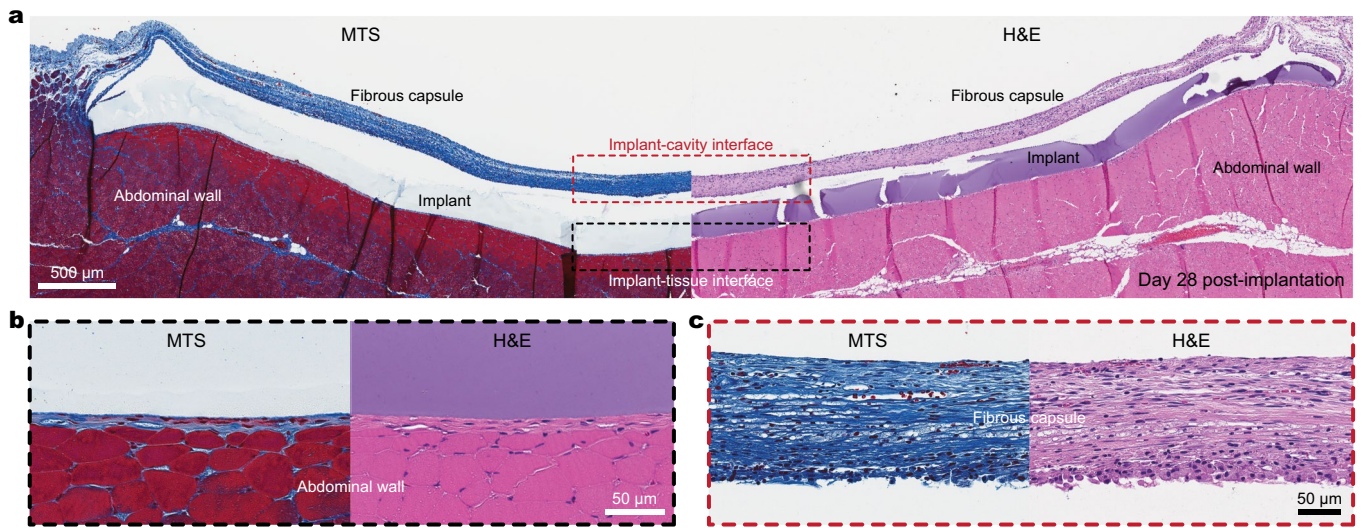 a
MTS
H&E
Fibrous capsule
Fibrous capsule
Implant-cavity interface
Implant
Abdominal wall
Abdominal wall
Implant
500 µm
Implant-tissue interface
Day 28 post-implantation
b
MTS
H&E
Abdominal wall
50 µm
c
MTS
H&E
Fibrous capsule
50 µm